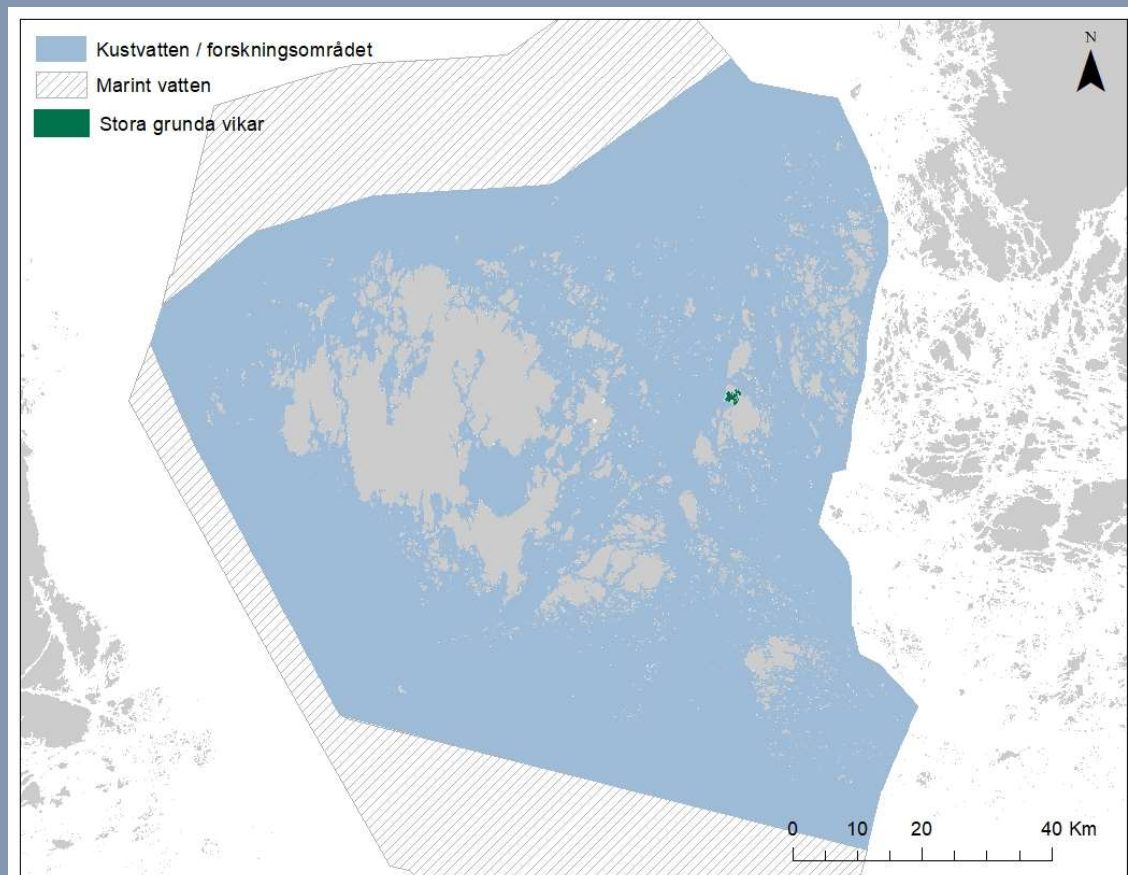 Kustvatten / forskningsområdet
Marint vatten
Stora grunda vikar
N
0 10 20 40 Km